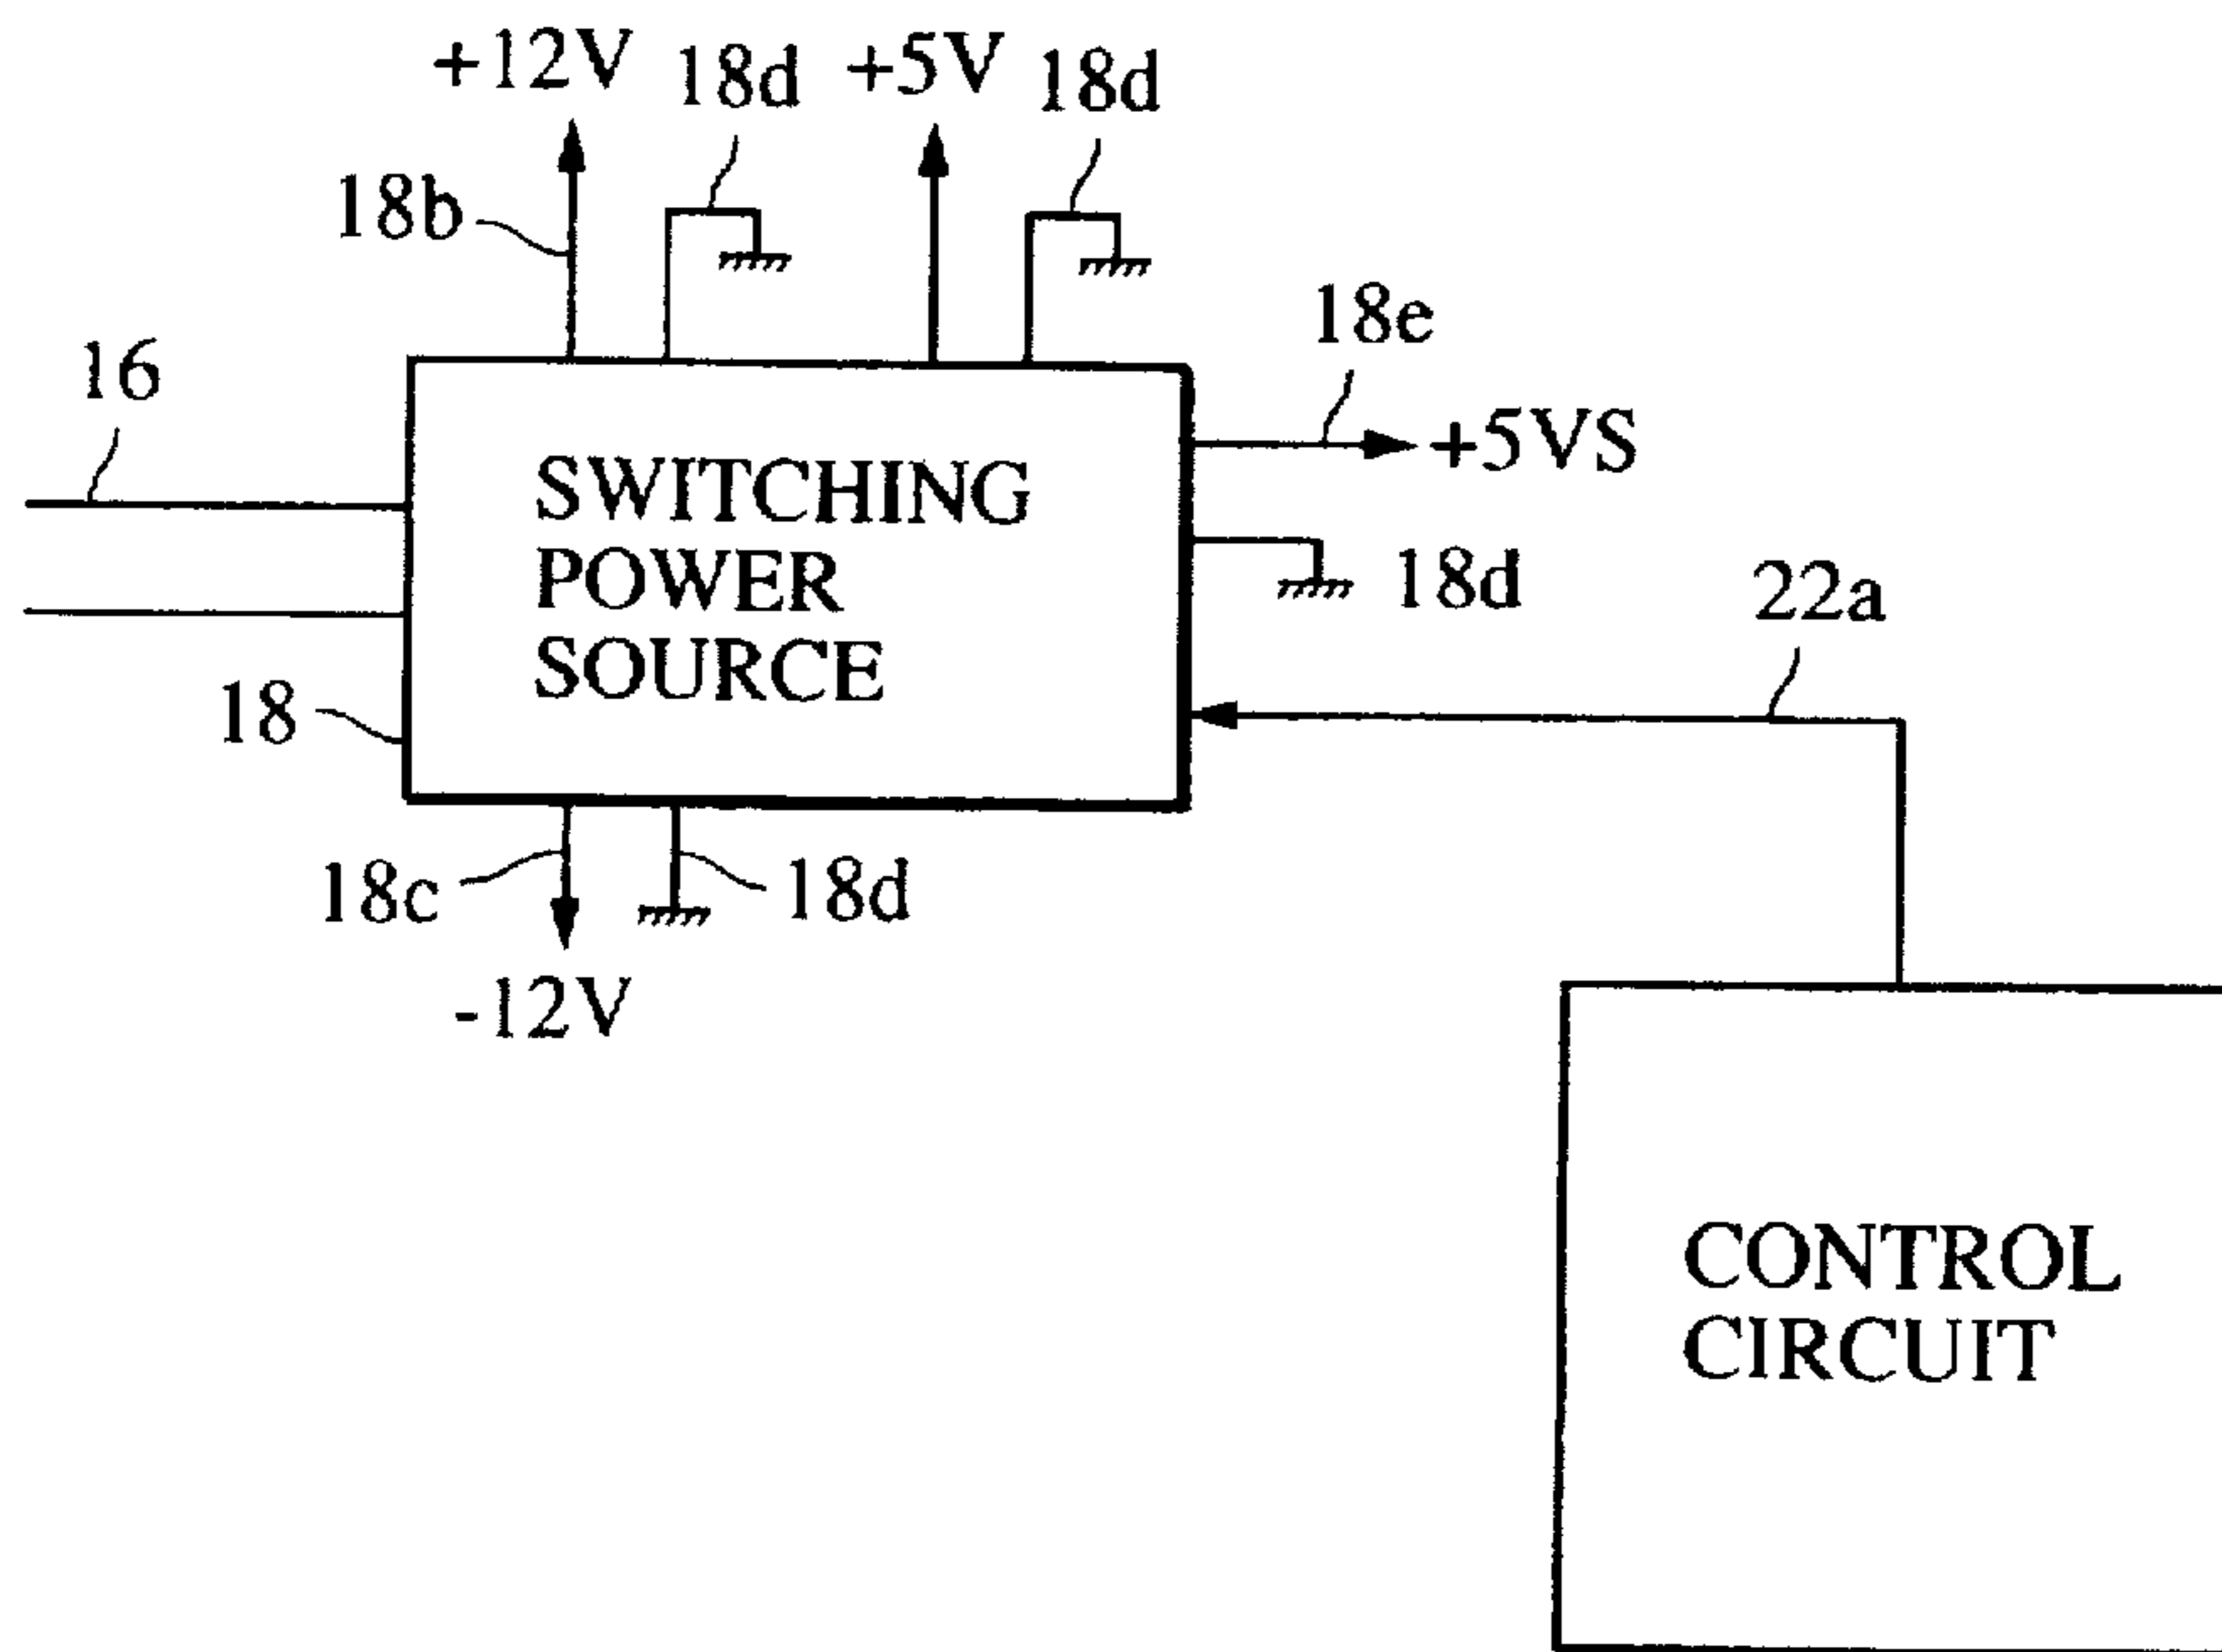 +12V
18d
+5V
18d
18b
18e
16
+5VS
SWITCHING
POWER
SOURCE
18d
22a
18
18c
18d
-12V
CONTROL
CIRCUIT